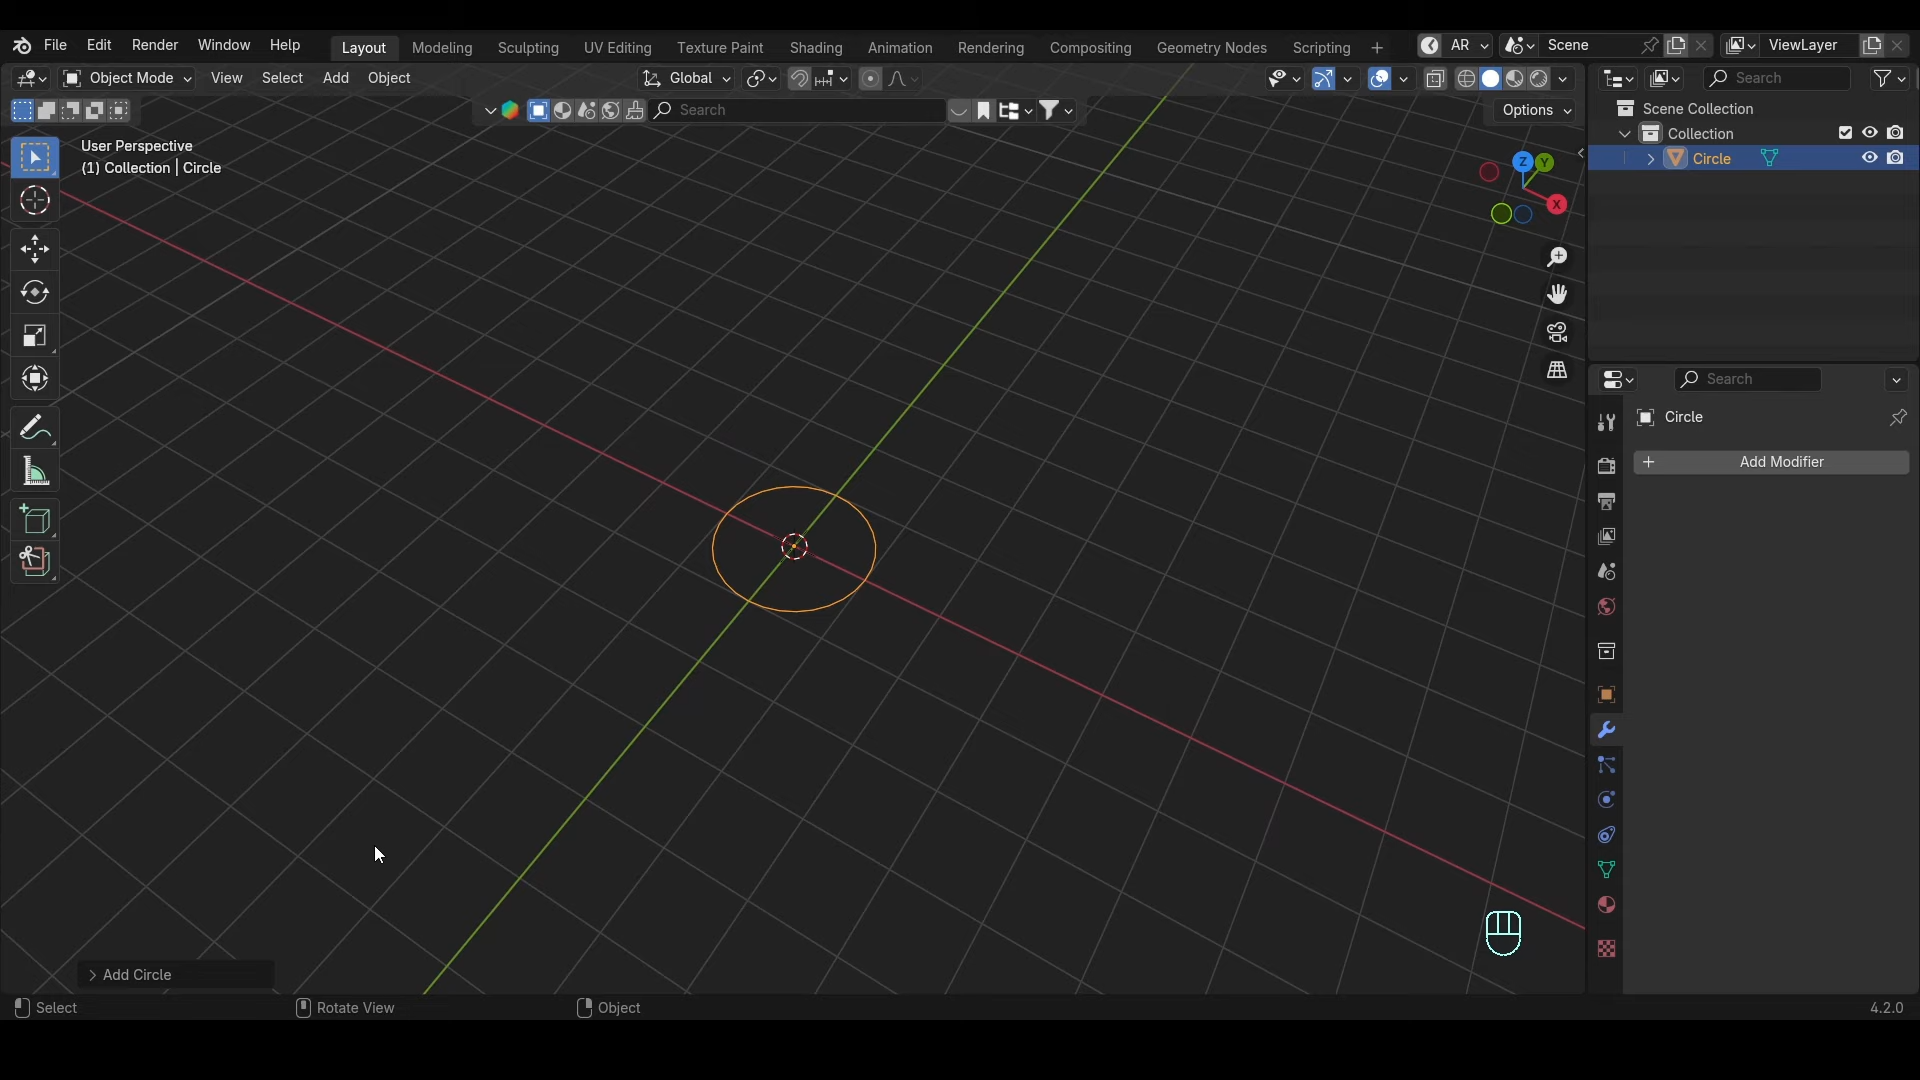 File Edit Render Window Help Layout Modeling Sculpting UV Editing Texture Paint Shading Animation Rendering Compositing Geometry Nodes Scripting + AR Scene ViewLayer
Object Mode View Select Add Object Global Search
Search Options
User Perspective
(1) Collection | Circle
Z Y
X
Scene Collection
Collection
Circle
Search
Circle
+ Add Modifier
> Add Circle
Select Rotate View Object 4.2.0